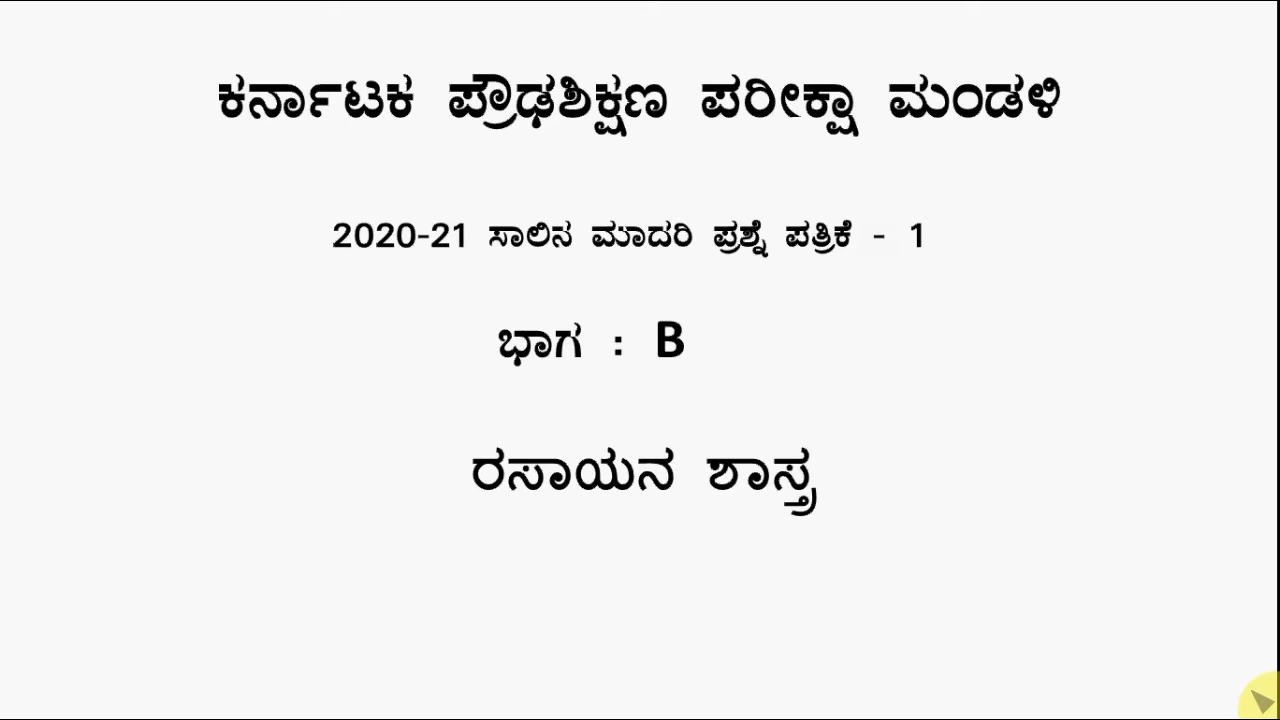 ಕರ್ನಾಟಕ ಪ್ರೌಢಶಿಕ್ಷಣ ಪರೀಕ್ಷಾ ಮಂಡಳಿ
2020-21 ಸಾಲಿನ ಮಾದರಿ ಪ್ರಶ್ನೆ ಪತ್ರಿಕೆ - 1
ಭಾಗ : B
ರಸಾಯನ ಶಾಸ್ತ್ರ